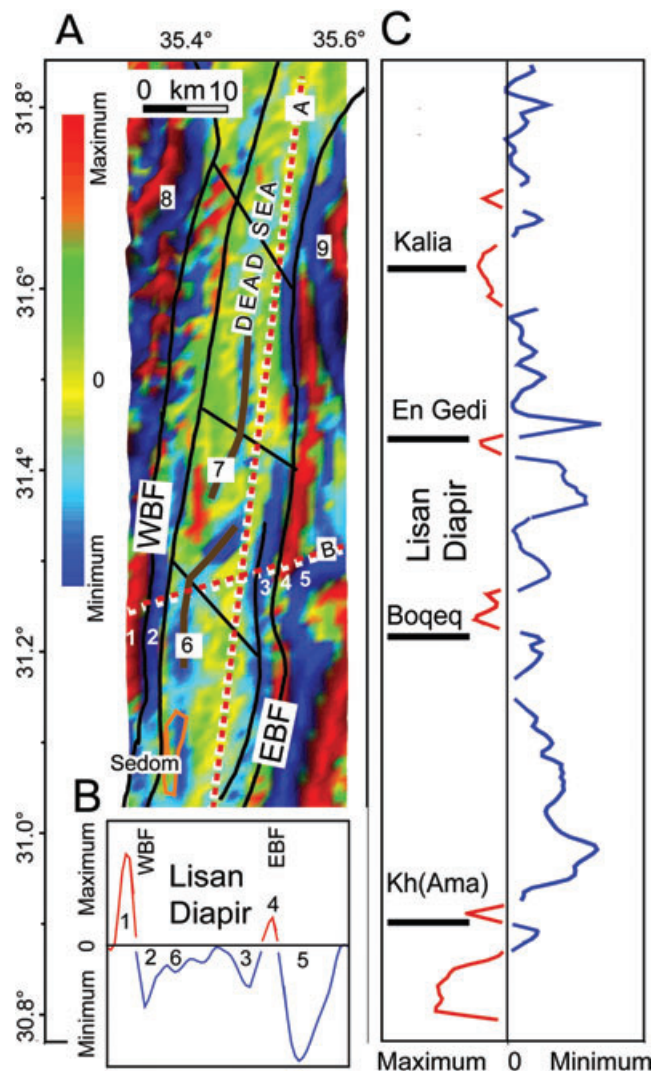 A
C
35.4°
35.6°
0 km 10
31.8°
31.6°
31.4°
31.2°
31.0°
30.8°
Maximum
0
Minimum
A
8
9
DEAD SEA
7
WBF
B
1
2
3
4
5
6
EBF
Sedom
B
Maximum
0
Minimum
WBF
EBF
Lisan
Diapir
1
2
6
3
4
5
Kalia
En Gedi
Lisan
Diapir
Boqeq
Kh(Ama)
Maximum 0 Minimum